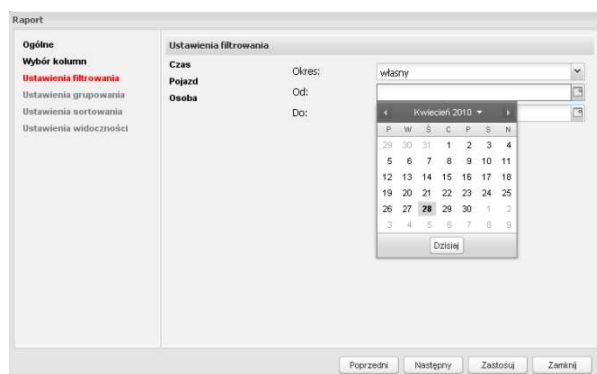 Raport
Ogólne
Wybór kolumn
Ustawienia filtrowania
Ustawienia grupowania
Ustawienia sortowania
Ustawienia widoczności
Ustawienia filtrowania
Czas
Pojazd
Osoba
Okres:
własny
Od:
Do:
Kwiecień 2010
P W Ś C P S N
29 30 31 1 2 3 4
5 6 7 8 9 10 11
12 13 14 15 16 17 18
19 20 21 22 23 24 25
26 27 28 29 30 1 2
3 4 5 6 7 8 9
Dzisiaj
Poprzedni Następny Zastosuj Zamknij